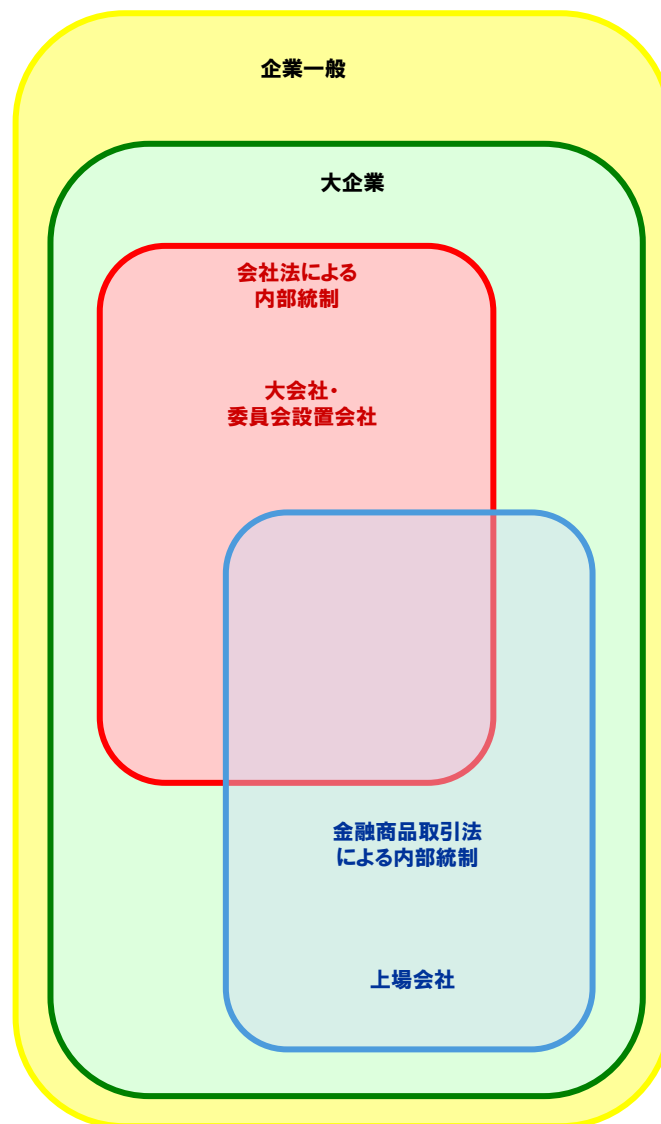 企業一般
大企業
会社法による
内部統制
大会社・
委員会設置会社
金融商品取引法
による内部統制
上場会社